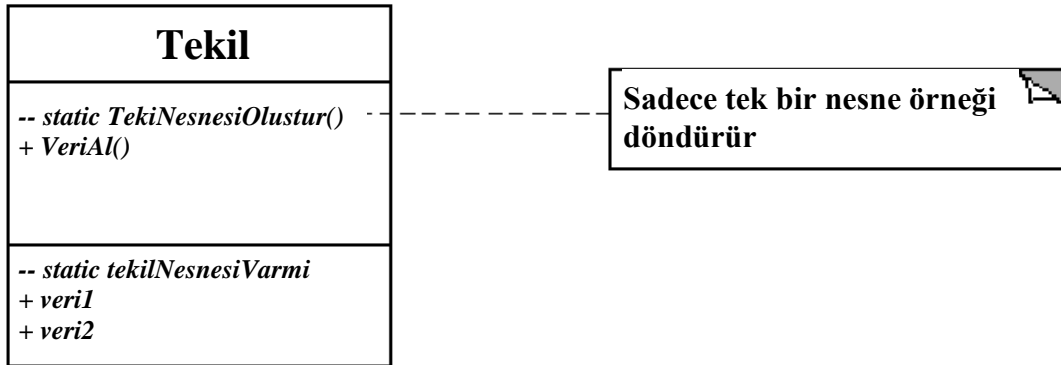 Tekil
-- static TekiNesnesiOlustur()
+ VeriAl()
Sadece tek bir nesne örneği
döndürür
-- static tekilNesnesiVarmi
+ veri1
+ veri2